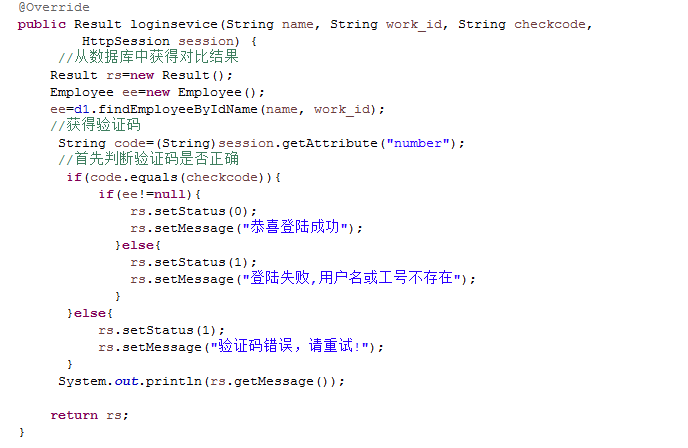 @Override
public Result loginsevice(String name, String work_id, String checkcode,
HttpSession session) {
//从数据库中获得对比结果
Result rs=new Result();
Employee ee=new Employee();
ee=d1.findEmployeeByIdName(name, work_id);
//获得验证码
String code=(String)session.getAttribute("number");
//首先判断验证码是否正确
if(code.equals(checkcode)){
if(ee!=null){
rs.setStatus(0);
rs.setMessage("恭喜登陆成功");
}else{
rs.setStatus(1);
rs.setMessage("登陆失败,用户名或工号不存在");
}
}else{
rs.setStatus(1);
rs.setMessage("验证码错误，请重试!");
}
System.out.println(rs.getMessage());
return rs;
}